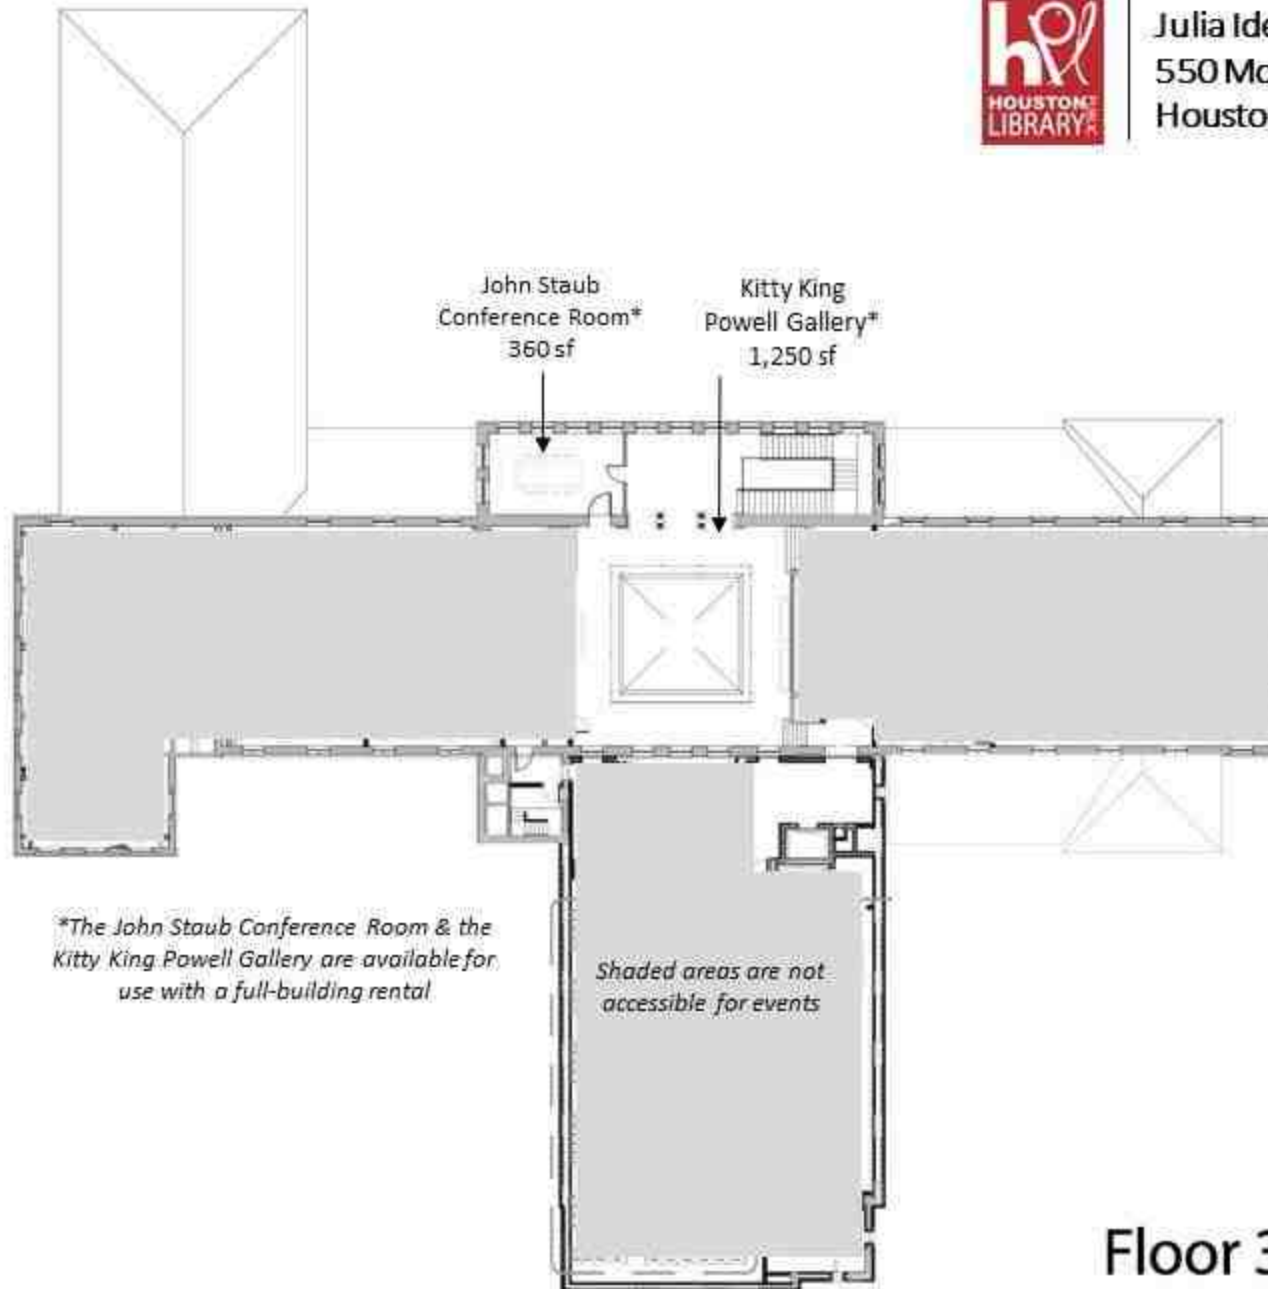 hpl
HOUSTON
LIBRARY
Julia Ide
550 Mc
Housto
John Staub
Conference Room*
360 sf
Kitty King
Powell Gallery*
1,250 sf
*The John Staub Conference Room & the
Kitty King Powell Gallery are available for
use with a full-building rental
Shaded areas are not
accessible for events
Floor 3